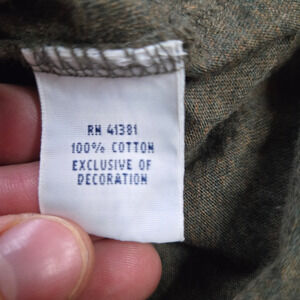 RN 41381
100% COTTON
EXCLUSIVE OF
DECORATION